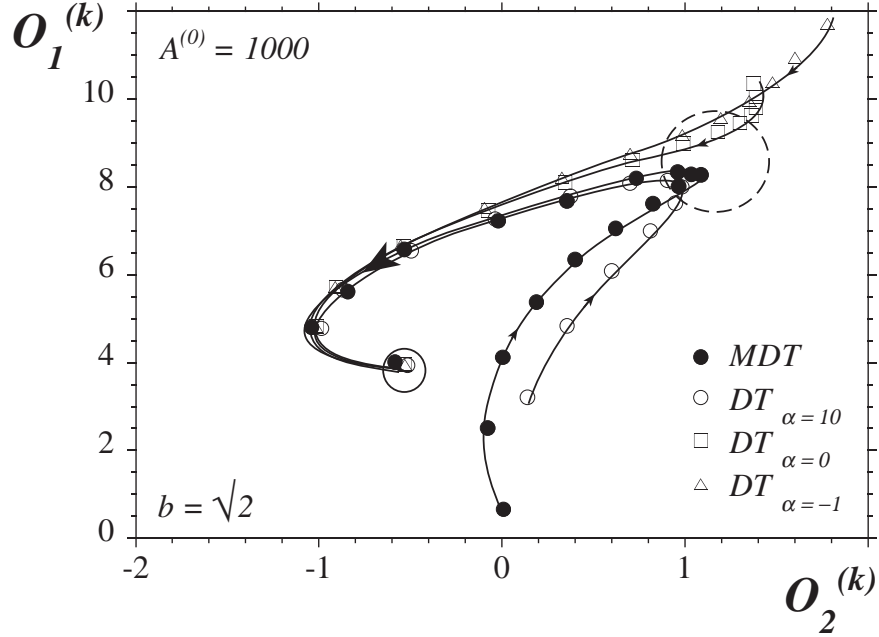 O₁⁽ᵏ⁾
A⁽⁰⁾ = 1000
10
8
6
4
2
0
MDT
DT α = 10
DT α = 0
DT α = −1
b = √2
-2
-1
0
1
O₂⁽ᵏ⁾